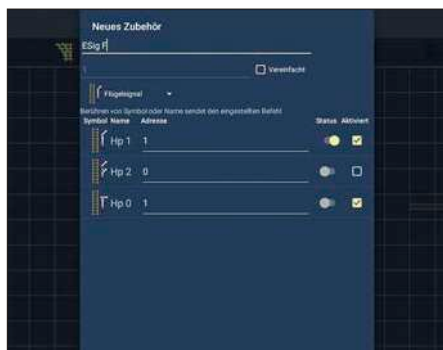 Neues Zubehör
ESig F
1 Vereinfacht
Flügelsignal
Berühren von Symbol oder Name sendet den eingestellten Befehl
Symbol Name Adresse Status Aktiviert
Hp 1 1
Hp 2 0
Hp 0 1